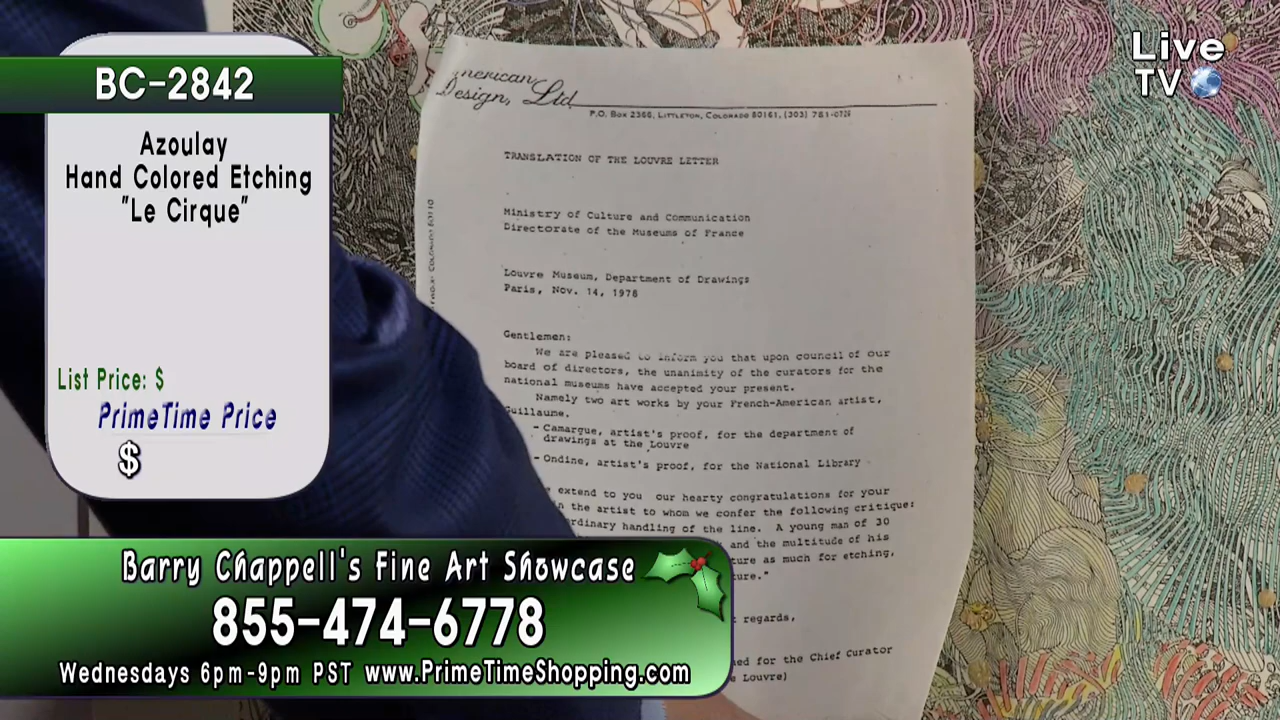 BC-2842
Azoulay
Hand Colored Etching
"Le Cirque"
List Price: $
PrimeTime Price
$
Live
TV
Design, Ltd
P.O. Box 2366, Littleton, Colorado 80161, (303)
TRANSLATION OF THE LOUVRE LETTER
Ministry of Culture and Communication
Directorate of the Museums of France
Louvre Museum, Department of Drawings
Paris, Nov. 14, 1978
Gentlemen:
We are pleased to inform you that upon council of our
board of directors, the unanimity of the curators for the
national museums have accepted your present.
Namely two art works by your French-American artist,
Guillaume.
- Camargue, artist's proof, for the department of
drawings at the Louvre
- Ondine, artist's proof, for the National Library
extend to you our hearty congratulations for your
the artist to whom we confer the following critique:
handling of the line. A young man of 30
and the multitude of his
as much for etching,
regards,
for the Chief Curator
Louvre)
Barry Chappell's Fine Art Showcase
855-474-6778
Wednesdays 6pm-9pm PST www.PrimeTimeShopping.com